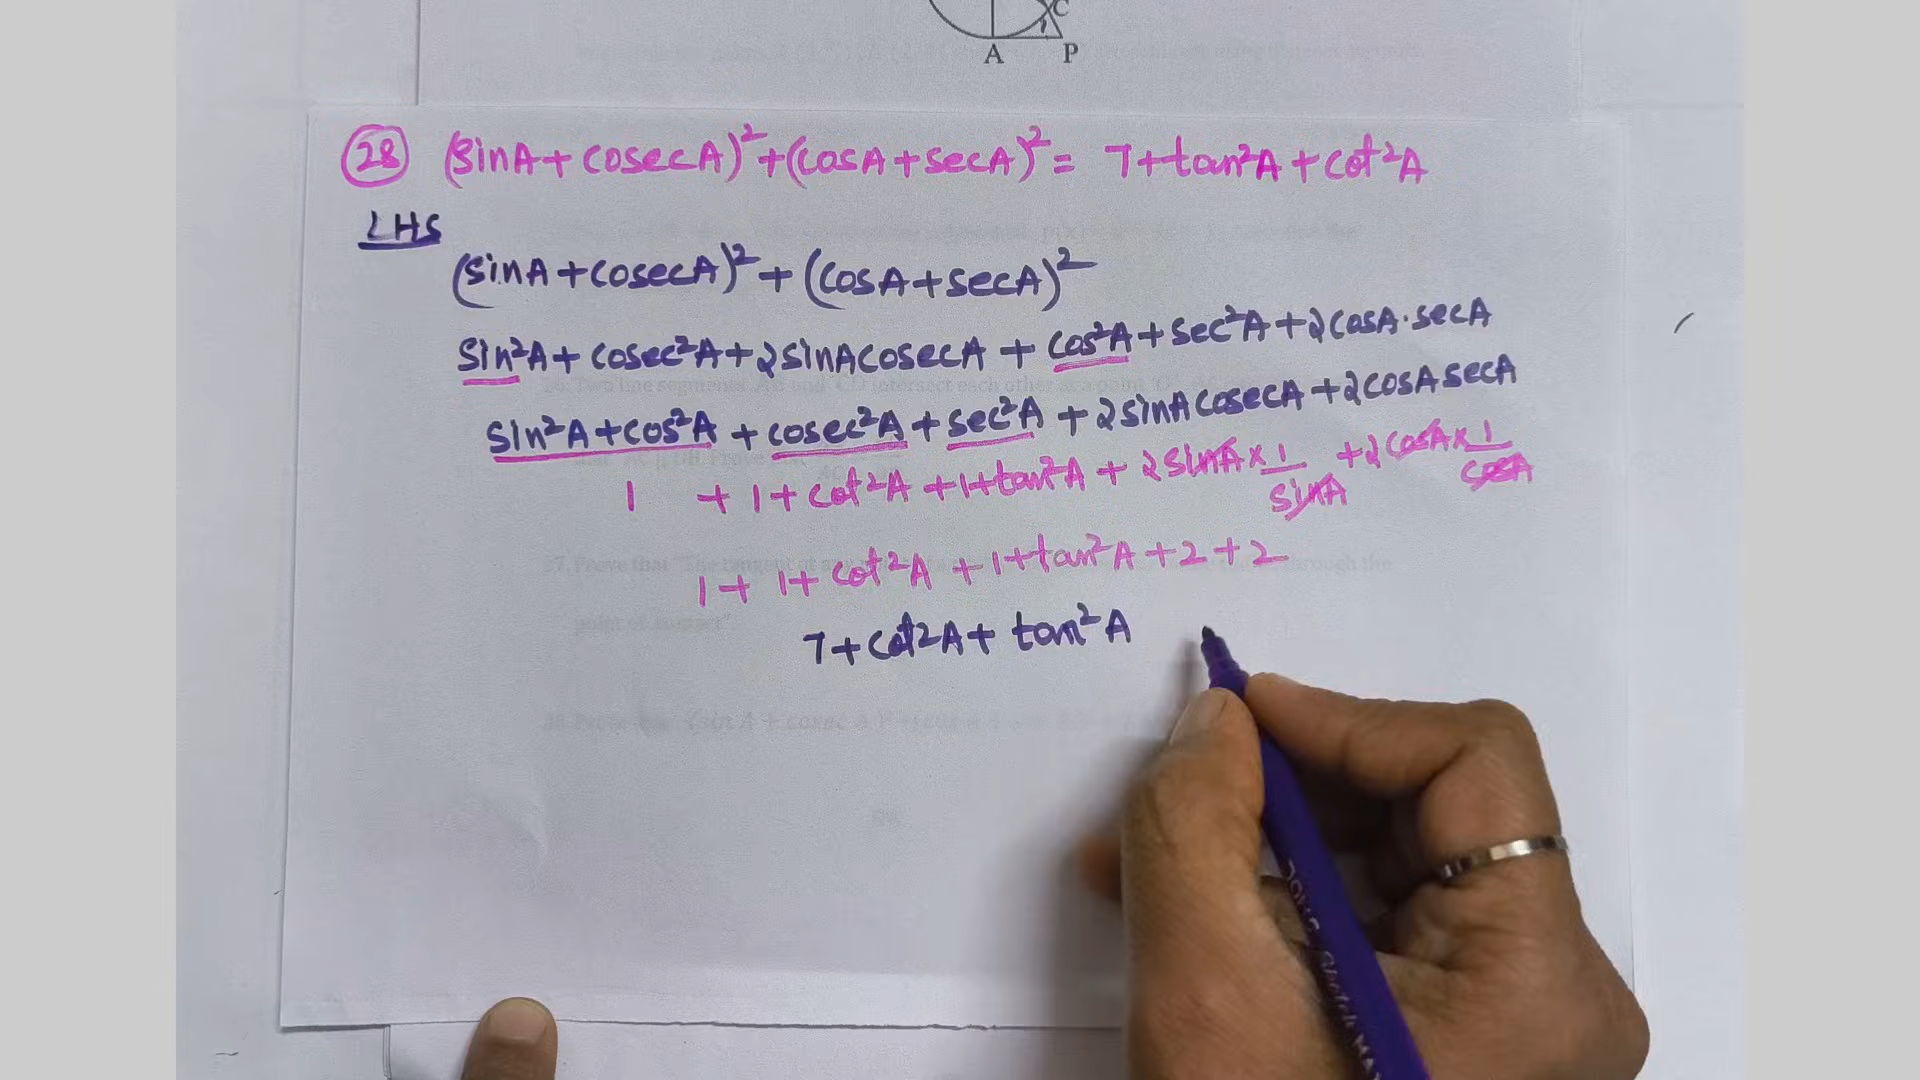 C
A P
28 (sinA + cosecA)² + (cosA + secA)² = 7 + tan²A + cot²A
LHS
(sinA + cosecA)² + (cosA + secA)²
sin²A + cosec²A + 2sinAcosecA + cos²A + sec²A + 2cosA·secA
sin²A + cos²A + cosec²A + sec²A + 2sinAcosecA + 2cosAsecA
1 + 1 + cot²A + 1 + tan²A + 2sinA × 1/sinA + 2cosA × 1/cosA
1 + 1 + cot²A + 1 + tan²A + 2 + 2
7 + cot²A + tan²A